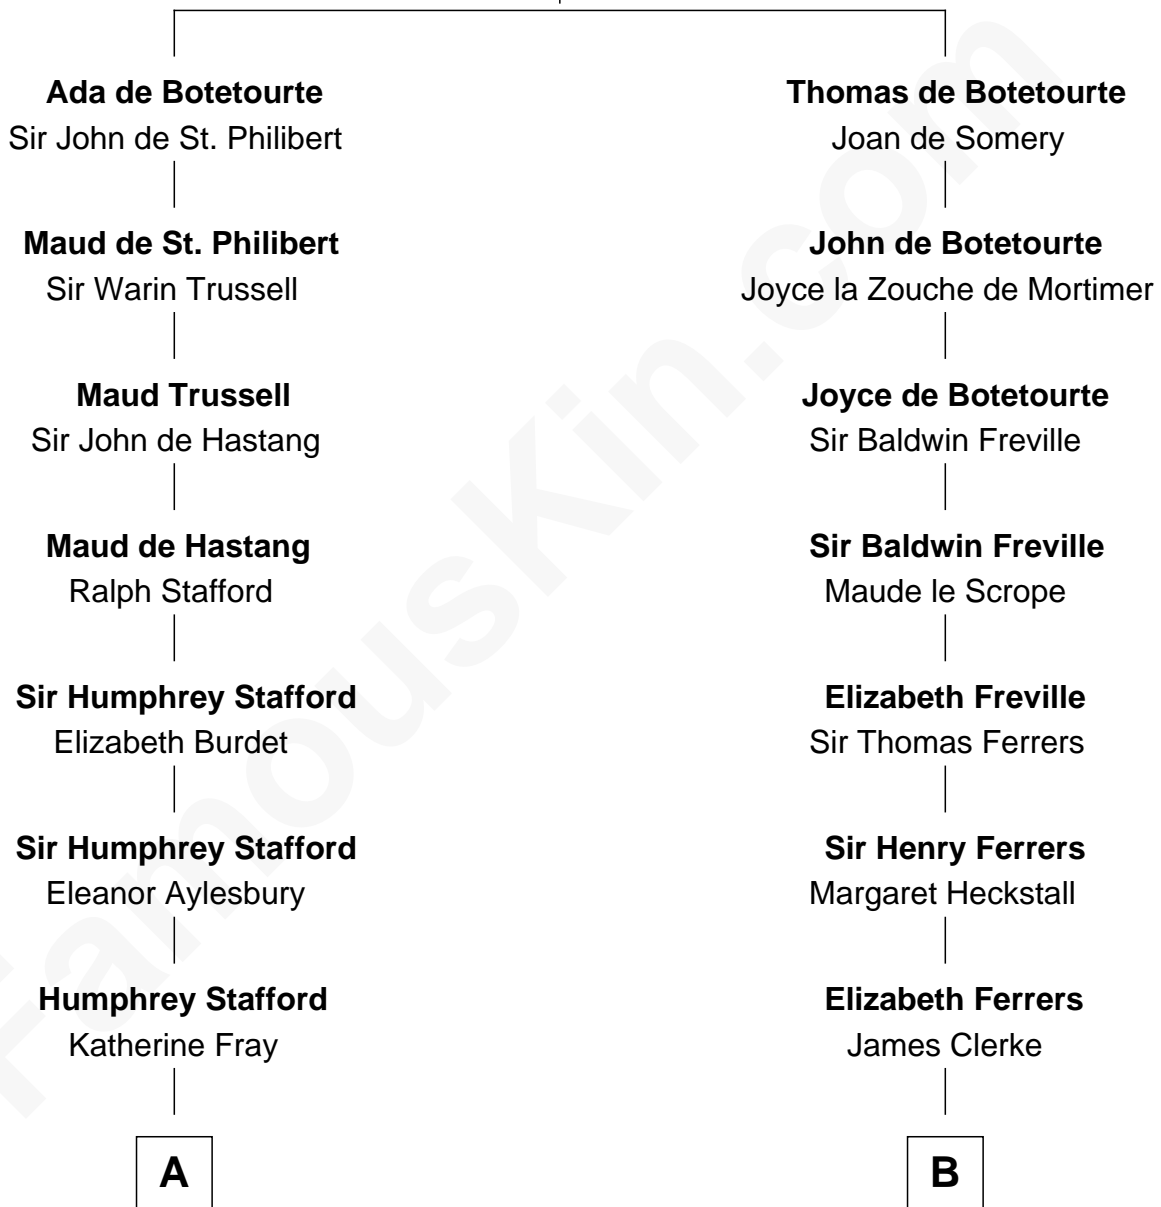 Ada de Botetourte
Sir John de St. Philibert
Thomas de Botetourte
Joan de Somery
Maud de St. Philibert
Sir Warin Trussell
John de Botetourte
Joyce la Zouche de Mortimer
Maud Trussell
Sir John de Hastang
Joyce de Botetourte
Sir Baldwin Freville
Maud de Hastang
Ralph Stafford
Sir Baldwin Freville
Maude le Scrope
Sir Humphrey Stafford
Elizabeth Burdet
Elizabeth Freville
Sir Thomas Ferrers
Sir Humphrey Stafford
Eleanor Aylesbury
Sir Henry Ferrers
Margaret Heckstall
Humphrey Stafford
Katherine Fray
Elizabeth Ferrers
James Clerke
A
B
FamousKin.com